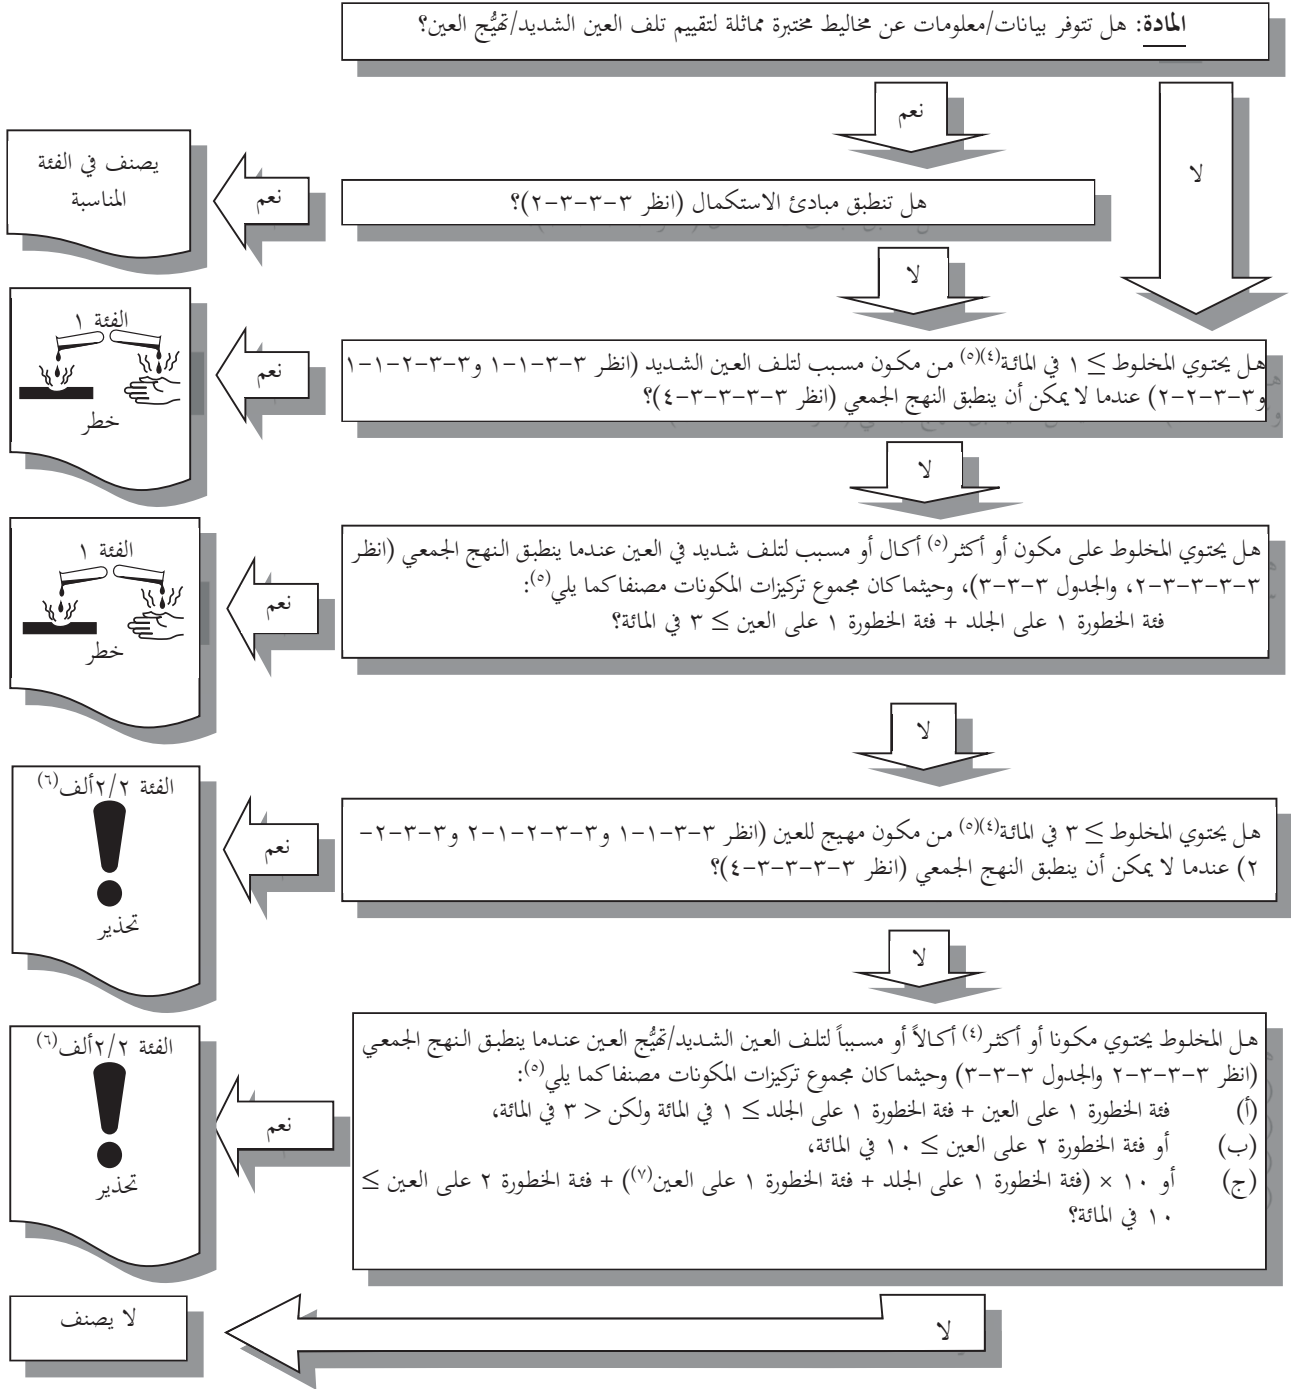 المادة: هل تتوفر بيانات/معلومات عن مخاليط مختبرة مماثلة لتقييم تلف العين الشديد/تهيُّج العين؟
نعم
لا
هل تنطبق مبادئ الاستكمال (انظر ٣-٣-٣-٢)؟
نعم
يصنف في الفئة
المناسبة
لا
هل يحتوي المخلوط ≥ ١ في المائة(٤)(٥) من مكون مسبب لتلف العين الشديد (انظر ٣-٣-١-١ و٣-٣-٢-١-١
و٣-٣-٢-٢) عندما لا يمكن أن ينطبق النهج الجمعي (انظر ٣-٣-٣-٣-٤)؟
نعم
الفئة ١
خطر
لا
هل يحتوي المخلوط على مكون أو أكثر(٥) أكال أو مسبب لتلف شديد في العين عندما ينطبق النهج الجمعي (انظر
٣-٣-٣-٣-٢، والجدول ٣-٣-٣)، وحيثما كان مجموع تركيزات المكونات مصنفا كما يلي(٥):
فئة الخطورة ١ على الجلد + فئة الخطورة ١ على العين ≥ ٣ في المائة؟
نعم
الفئة ١
خطر
لا
هل يحتوي المخلوط ≥ ٣ في المائة(٤)(٥) من مكون مهيج للعين (انظر ٣-٣-١-١ و٣-٣-٢-١-٢ و٣-٣-٢-
٢) عندما لا يمكن أن ينطبق النهج الجمعي (انظر ٣-٣-٣-٣-٤)؟
نعم
الفئة ٢/٢ألف(٦)
تحذير
لا
هل المخلوط يحتوي مكونا أو أكثر(٤) أكالاً أو مسبباً لتلف العين الشديد/تهيُّج العين عندما ينطبق النهج الجمعي
(انظر ٣-٣-٣-٢ والجدول ٣-٣-٣) وحيثما كان مجموع تركيزات المكونات مصنفا كما يلي(٥):
(أ) فئة الخطورة ١ على العين + فئة الخطورة ١ على الجلد ≥ ١ في المائة ولكن < ٣ في المائة،
(ب) أو فئة الخطورة ٢ على العين ≥ ١٠ في المائة،
(ج) أو ١٠ × (فئة الخطورة ١ على الجلد + فئة الخطورة ١ على العين(٧)) + فئة الخطورة ٢ على العين ≥
١٠ في المائة؟
نعم
الفئة ٢/٢ألف(٦)
تحذير
لا
لا يصنف